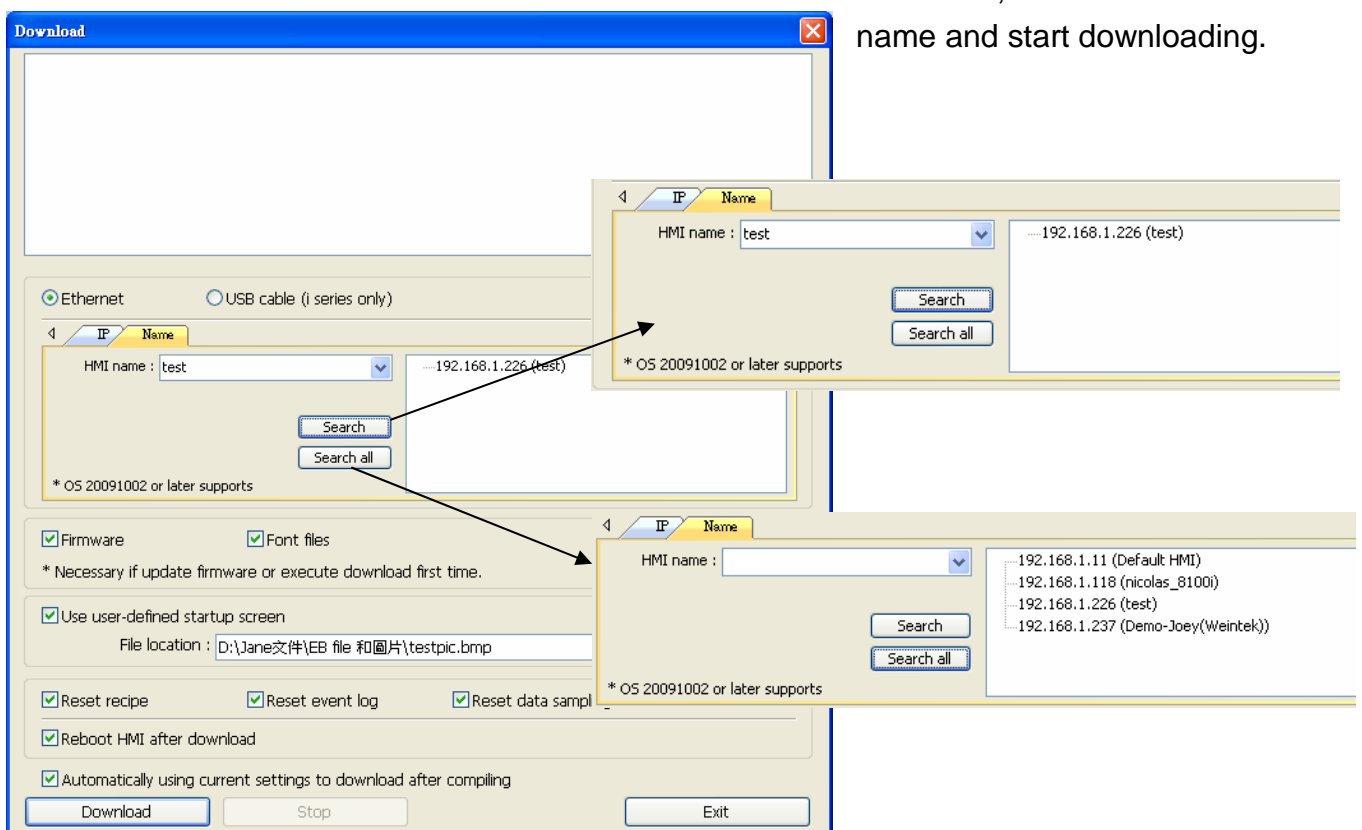 name and start downloading.
Download
Ethernet
USB cable (i series only)
IP
Name
HMI name :
test
192.168.1.226 (test)
Search
Search all
* OS 20091002 or later supports
Firmware
Font files
* Necessary if update firmware or execute download first time.
Use user-defined startup screen
File location :
D:\Jane文件\EB file 和圖片\testpic.bmp
Reset recipe
Reset event log
Reset data sampl
Reboot HMI after download
Automatically using current settings to download after compiling
Download
Stop
Exit
IP
Name
HMI name :
test
192.168.1.226 (test)
Search
Search all
* OS 20091002 or later supports
IP
Name
HMI name :
192.168.1.11 (Default HMI)
192.168.1.118 (nicolas_8100i)
192.168.1.226 (test)
192.168.1.237 (Demo-Joey(Weintek))
Search
Search all
* OS 20091002 or later supports